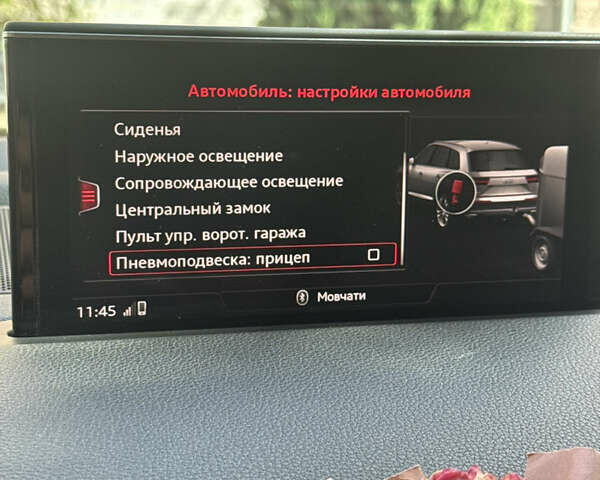 Автомобиль: настройки автомобиля
Сиденья
Наружное освещение
Сопровождающее освещение
Центральный замок
Пульт упр. ворот. гаража
Пневмоподвеска: прицеп
Мовчати
11:45